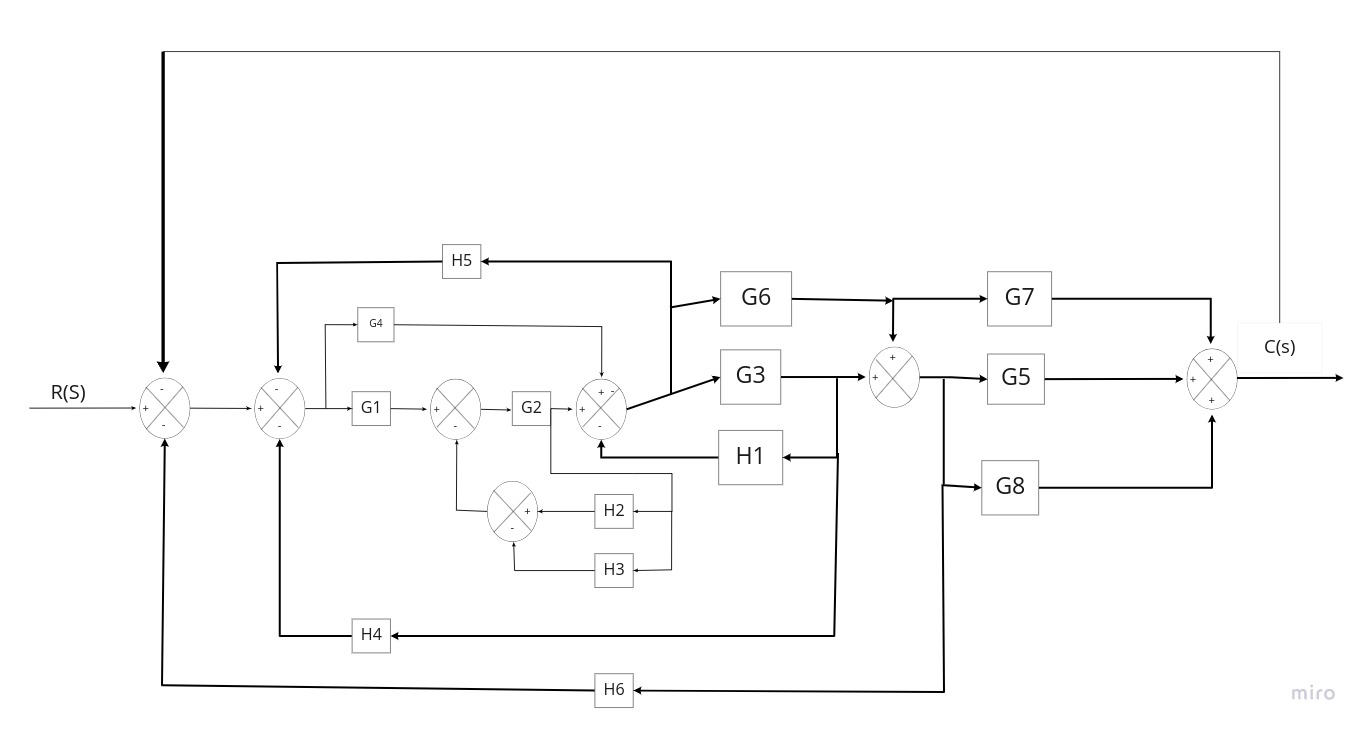 C(s)
R(S)
H5
G4
G6
G7
G3
G5
G1
G2
H1
G8
H2
H3
H4
H6
+ - -
+ - -
+ -
+ + - -
+ -
+ +
+ + +
miro